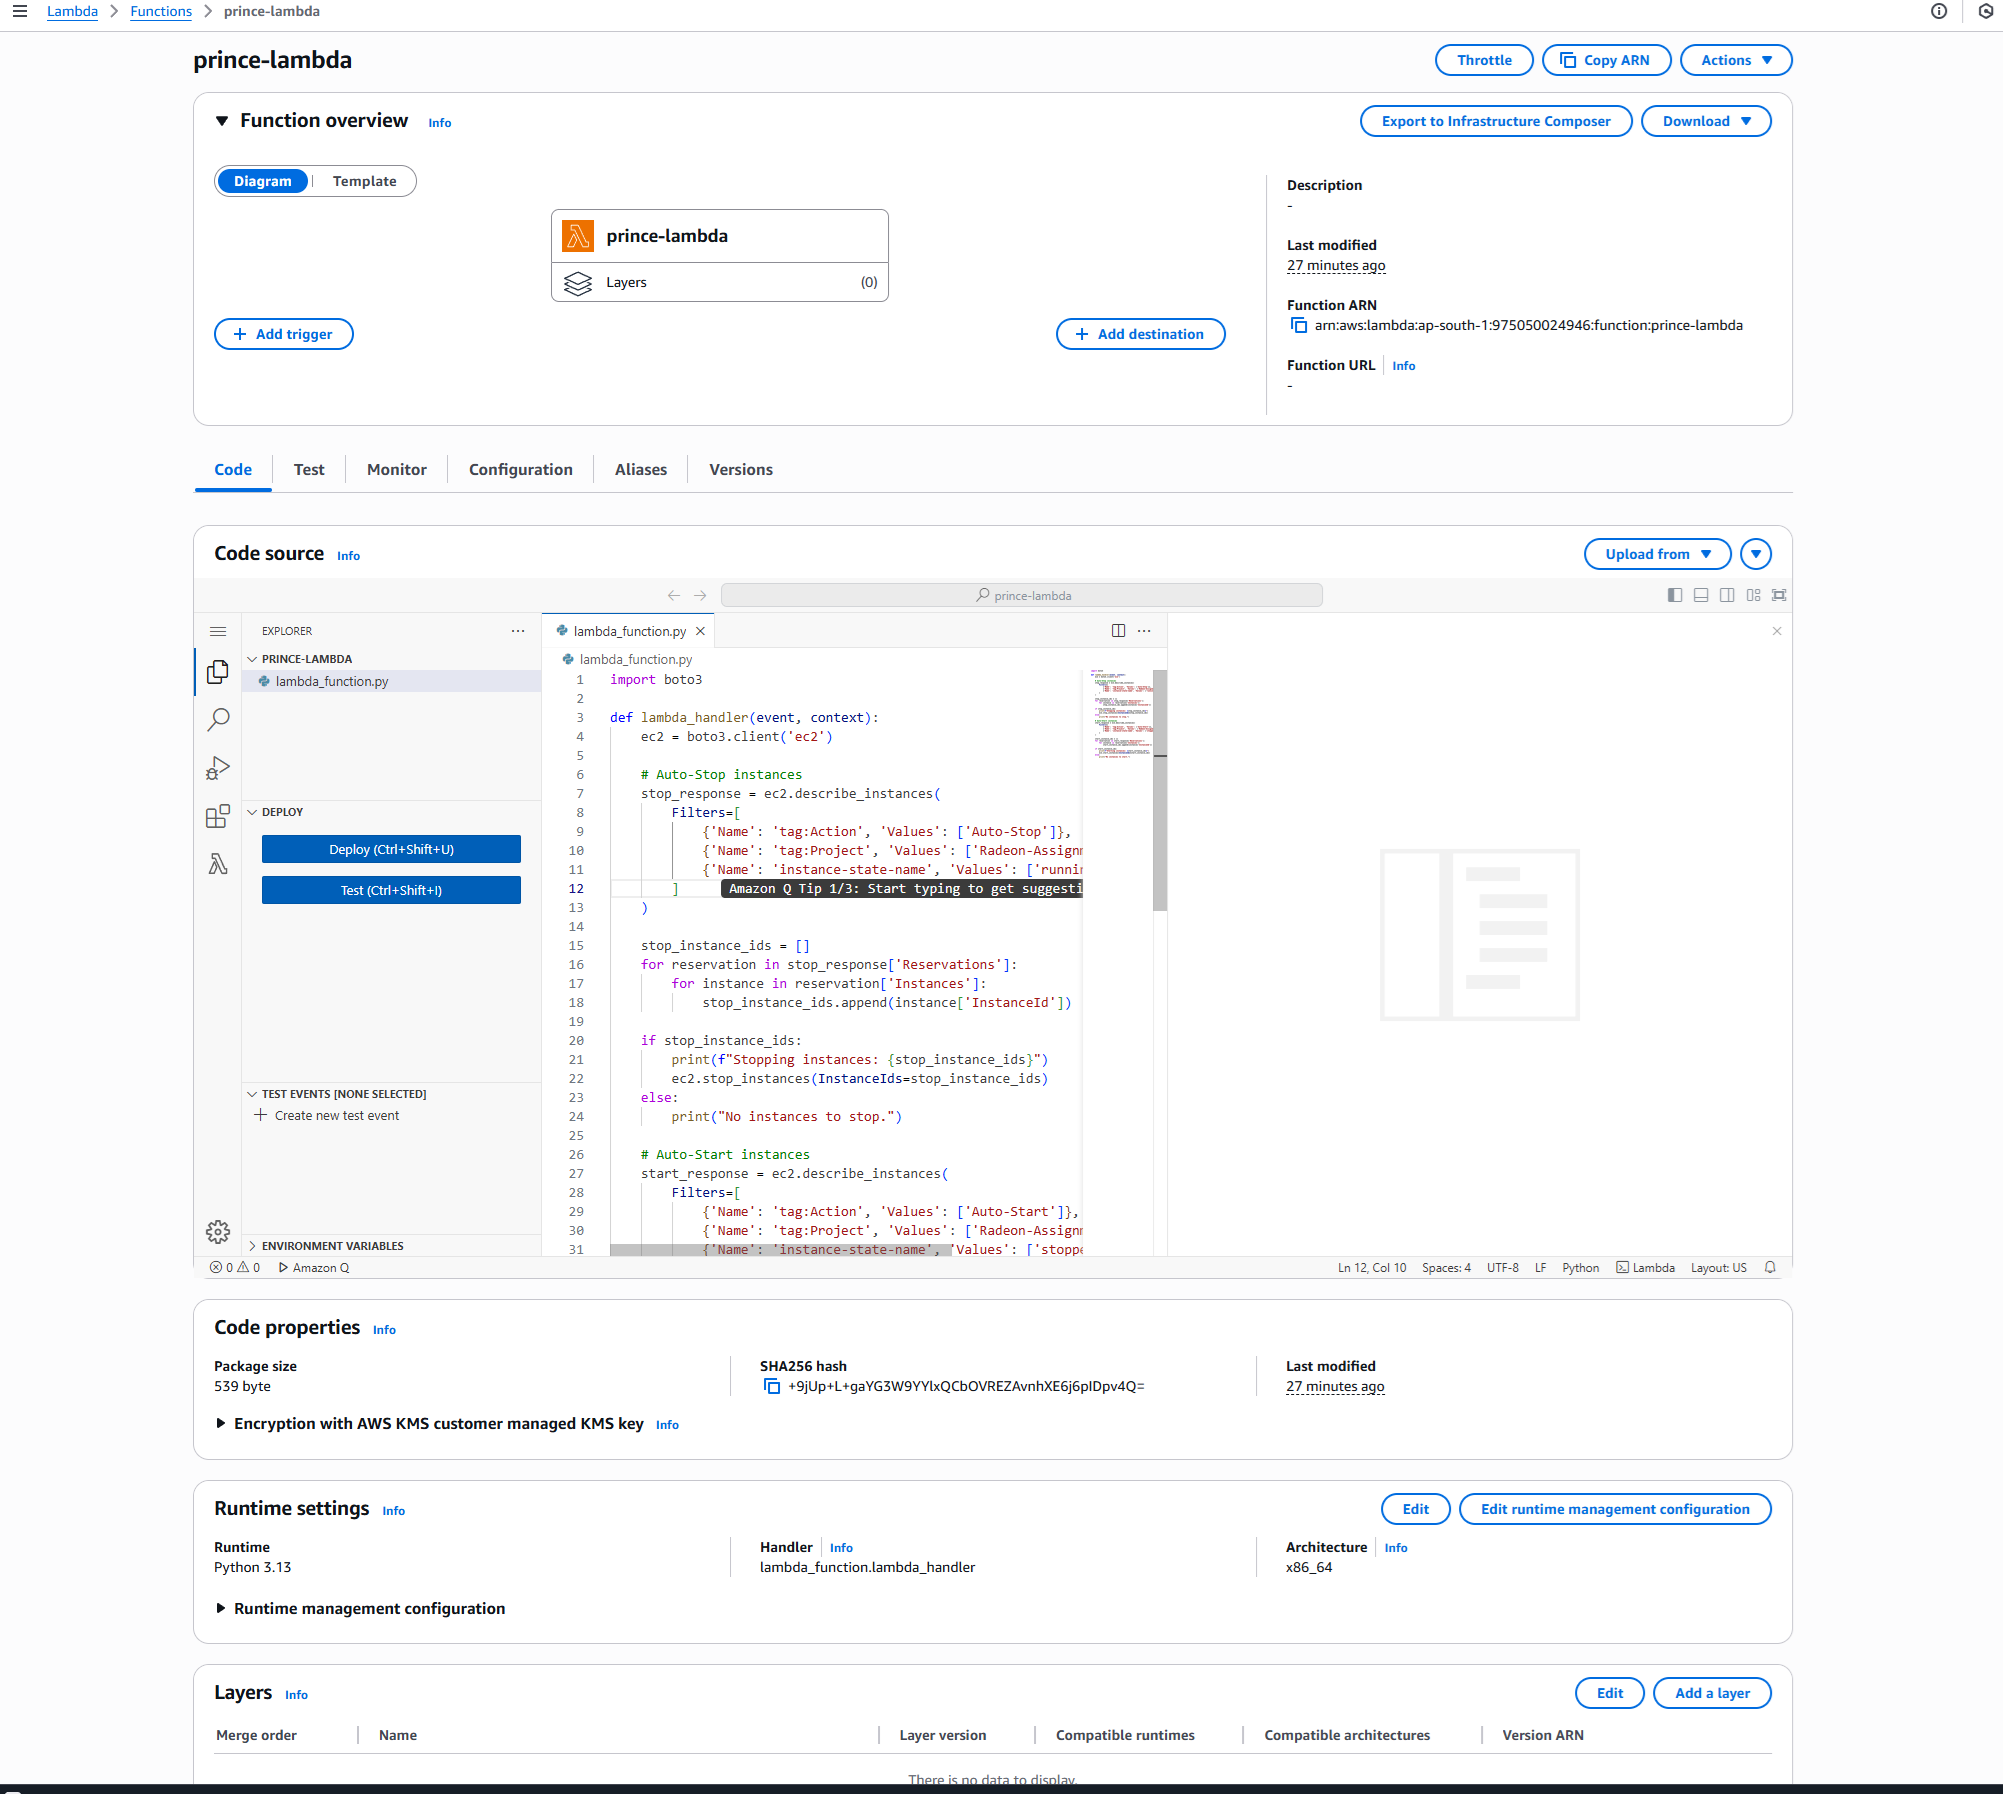 Lambda > Functions > prince-lambda
prince-lambda
Throttle
Copy ARN
Actions
Function overview Info
Export to Infrastructure Composer
Download
Diagram
Template
prince-lambda
Layers (0)
Add trigger
Add destination
Description
-
Last modified
27 minutes ago
Function ARN
arn:aws:lambda:ap-south-1:975050024946:function:prince-lambda
Function URL Info
-
Code
Test
Monitor
Configuration
Aliases
Versions
Code source Info
Upload from
prince-lambda
EXPLORER
PRINCE-LAMBDA
lambda_function.py
DEPLOY
Deploy (Ctrl+Shift+U)
Test (Ctrl+Shift+I)
TEST EVENTS [NONE SELECTED]
Create new test event
ENVIRONMENT VARIABLES
lambda_function.py
lambda_function.py
1 import boto3
2
3 def lambda_handler(event, context):
4 ec2 = boto3.client('ec2')
5
6 # Auto-Stop instances
7 stop_response = ec2.describe_instances(
8 Filters=[
9 {'Name': 'tag:Action', 'Values': ['Auto-Stop']},
10 {'Name': 'tag:Project', 'Values': ['Radeon-Assignm
11 {'Name': 'instance-state-name', 'Values': ['runnin
12 ] Amazon Q Tip 1/3: Start typing to get suggesti
13 )
14
15 stop_instance_ids = []
16 for reservation in stop_response['Reservations']:
17 for instance in reservation['Instances']:
18 stop_instance_ids.append(instance['InstanceId'])
19
20 if stop_instance_ids:
21 print(f"Stopping instances: {stop_instance_ids}")
22 ec2.stop_instances(InstanceIds=stop_instance_ids)
23 else:
24 print("No instances to stop.")
25
26 # Auto-Start instances
27 start_response = ec2.describe_instances(
28 Filters=[
29 {'Name': 'tag:Action', 'Values': ['Auto-Start']},
30 {'Name': 'tag:Project', 'Values': ['Radeon-Assignm
31 {'Name': 'instance-state-name', 'Values': ['stoppe
0 0 Amazon Q
Ln 12, Col 10 Spaces: 4 UTF-8 LF Python Lambda Layout: US
Code properties Info
Package size
539 byte
SHA256 hash
+9jUp+L+gaYG3W9YYlxQCbOVREZAvnhXE6j6pIDpv4Q=
Last modified
27 minutes ago
Encryption with AWS KMS customer managed KMS key Info
Runtime settings Info
Edit
Edit runtime management configuration
Runtime
Python 3.13
Handler Info
lambda_function.lambda_handler
Architecture Info
x86_64
Runtime management configuration
Layers Info
Edit
Add a layer
Merge order Name Layer version Compatible runtimes Compatible architectures Version ARN
There is no data to display.